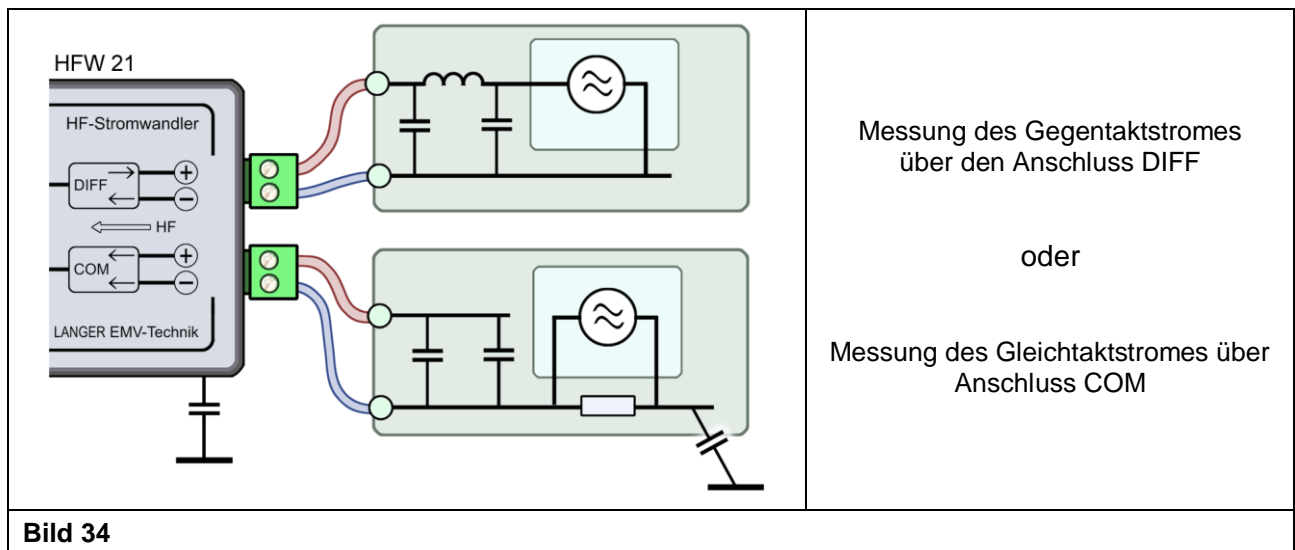 HFW 21
HF-Stromwandler
DIFF
+
−
HF
COM
+
−
LANGER EMV-Technik
Messung des Gegentaktstromes
über den Anschluss DIFF
oder
Messung des Gleichtaktstromes über
Anschluss COM
Bild 34